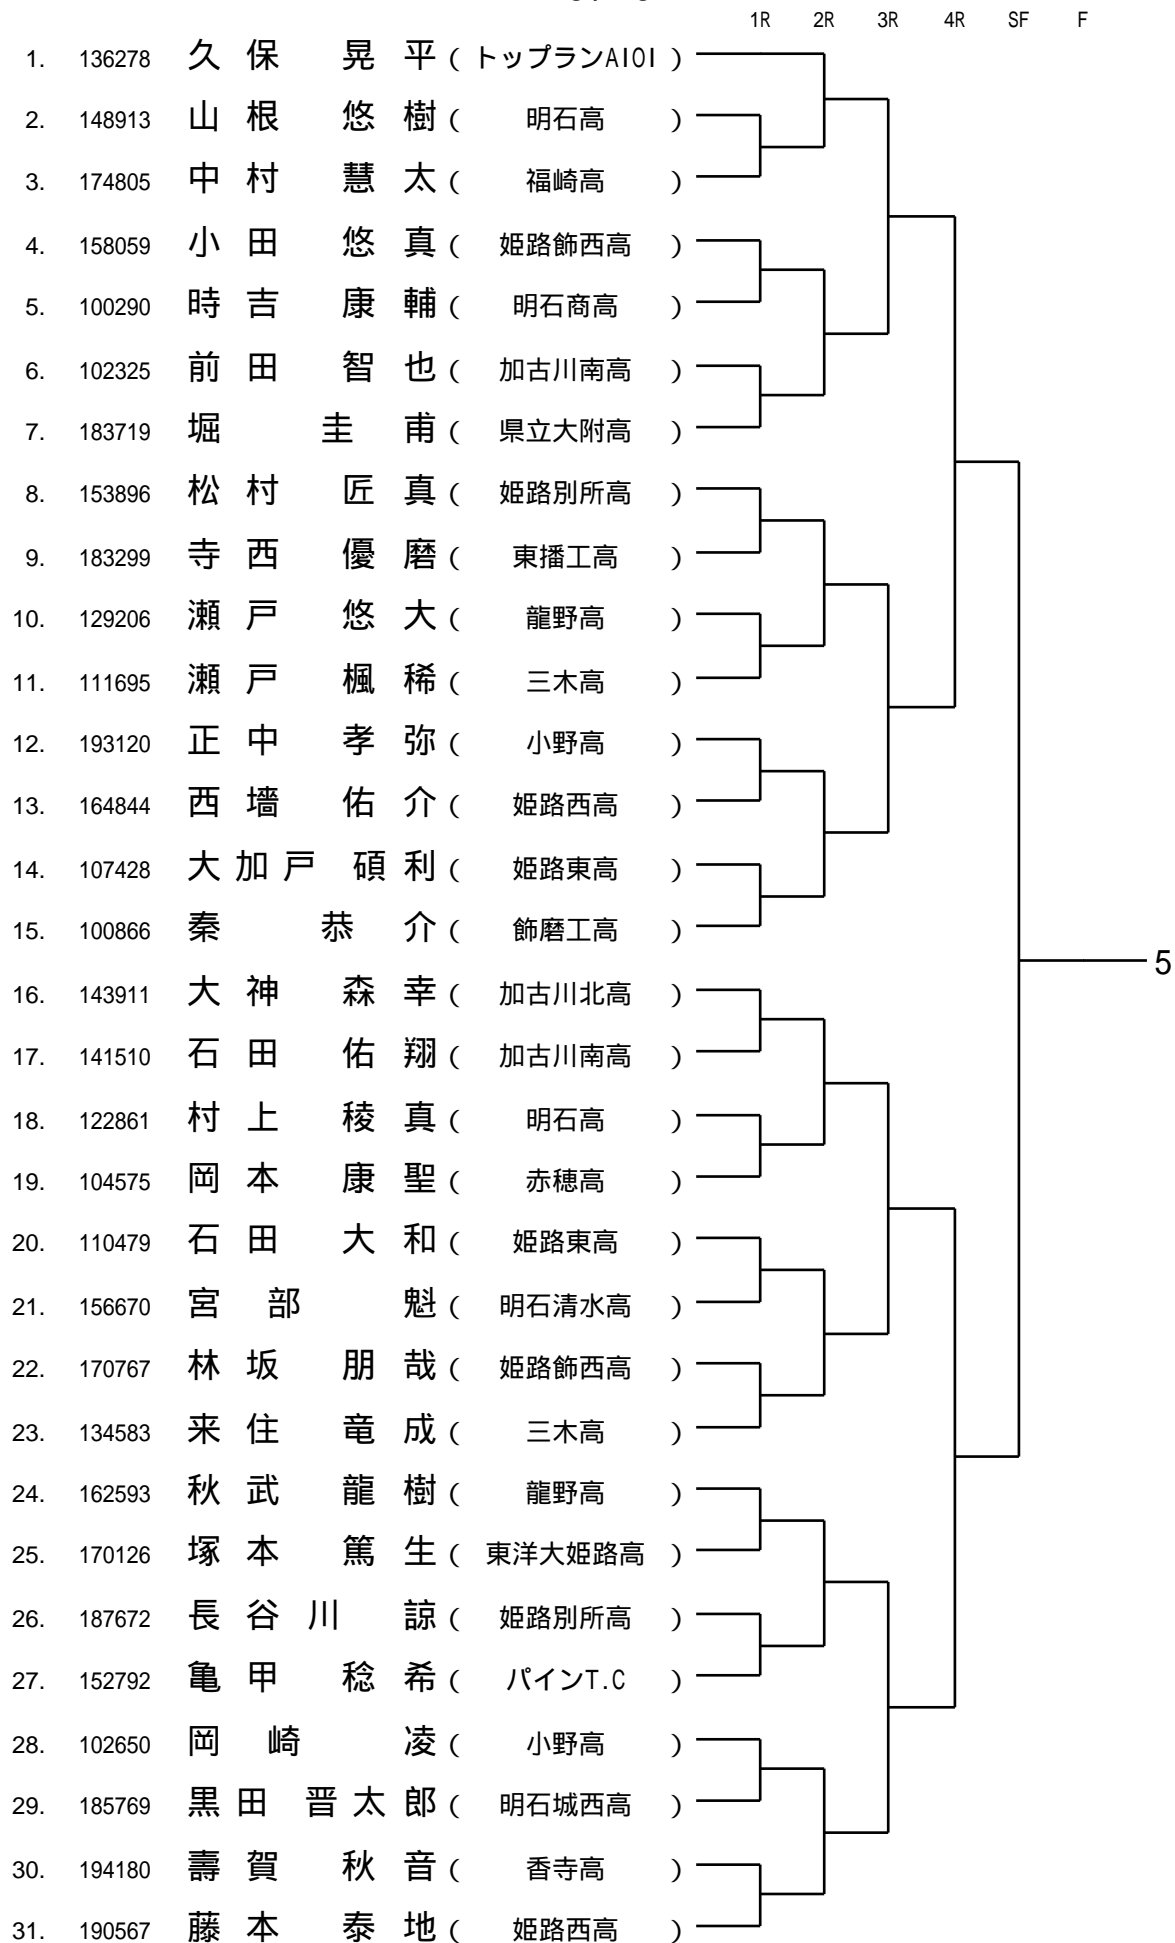 1R 2R 3R 4R SF F
1. 136278 久保 晃平 ( トップランAIOI )
2. 148913 山根 悠樹 ( 明石高 )
3. 174805 中村 慧太 ( 福崎高 )
4. 158059 小田 悠真 ( 姫路飾西高 )
5. 100290 時吉 康輔 ( 明石商高 )
6. 102325 前田 智也 ( 加古川南高 )
7. 183719 堀 圭甫 ( 県立大附高 )
8. 153896 松村 匠真 ( 姫路別所高 )
9. 183299 寺西 優磨 ( 東播工高 )
10. 129206 瀬戸 悠大 ( 龍野高 )
11. 111695 瀬戸 楓稀 ( 三木高 )
12. 193120 正中 孝弥 ( 小野高 )
13. 164844 西墻 佑介 ( 姫路西高 )
14. 107428 大加戸 碩利 ( 姫路東高 )
15. 100866 秦 恭介 ( 飾磨工高 )
5
16. 143911 大神 森幸 ( 加古川北高 )
17. 141510 石田 佑翔 ( 加古川南高 )
18. 122861 村上 稜真 ( 明石高 )
19. 104575 岡本 康聖 ( 赤穂高 )
20. 110479 石田 大和 ( 姫路東高 )
21. 156670 宮部 魁 ( 明石清水高 )
22. 170767 林坂 朋哉 ( 姫路飾西高 )
23. 134583 来住 竜成 ( 三木高 )
24. 162593 秋武 龍樹 ( 龍野高 )
25. 170126 塚本 篤生 ( 東洋大姫路高 )
26. 187672 長谷川 諒 ( 姫路別所高 )
27. 152792 亀甲 稔希 ( パインT.C )
28. 102650 岡崎 凌 ( 小野高 )
29. 185769 黒田 晋太郎 ( 明石城西高 )
30. 194180 壽賀 秋音 ( 香寺高 )
31. 190567 藤本 泰地 ( 姫路西高 )